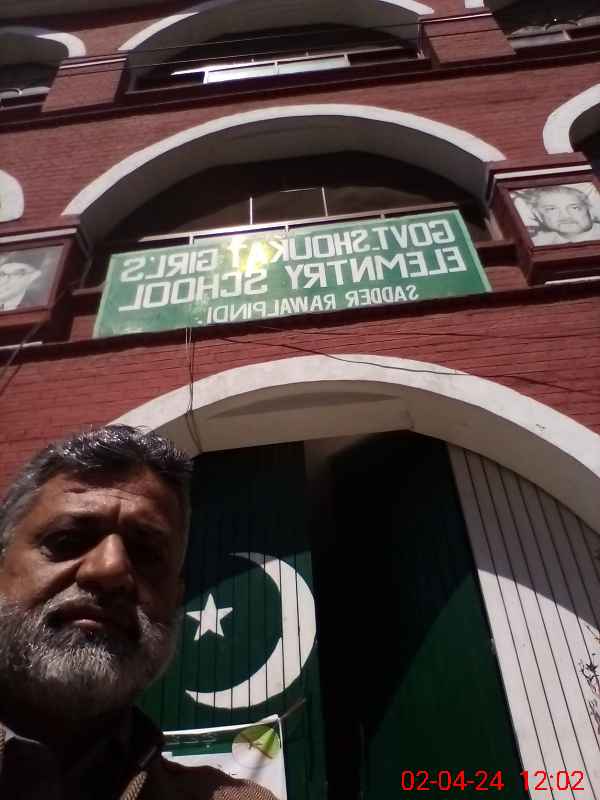 GOVT. SHOUKAT GIRL'S
ELEMNTRY SCHOOL
SADDER RAWALPINDI.
02-04-24 12:02